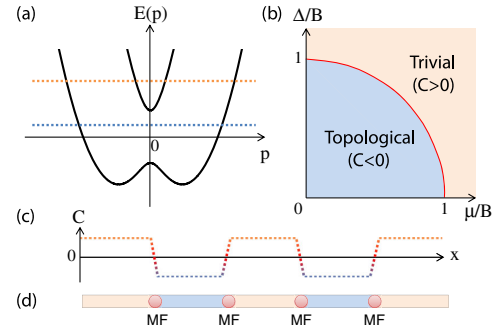 (a)
E(p)
0
p
(b)
Δ/B
1
Trivial
(C>0)
Topological
(C<0)
0
1
μ/B
(c)
C
0
x
(d)
MF MF MF MF